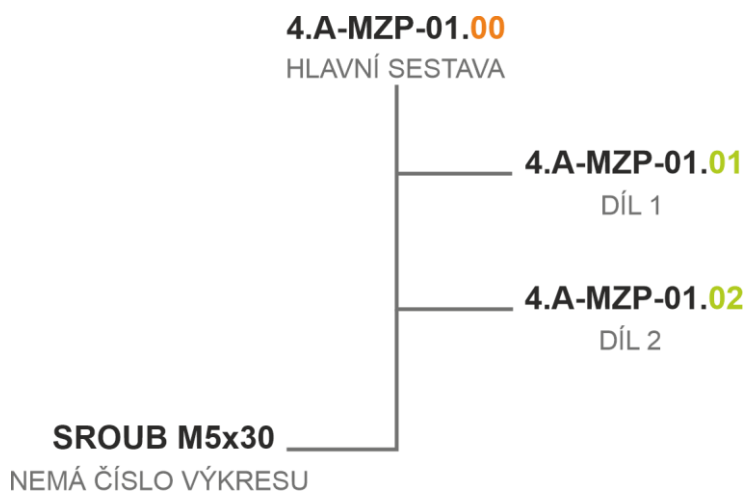 4.A-MZP-01.00
HLAVNÍ SESTAVA
4.A-MZP-01.01
DÍL 1
4.A-MZP-01.02
DÍL 2
SROUB M5x30
NEMÁ ČÍSLO VÝKRESU